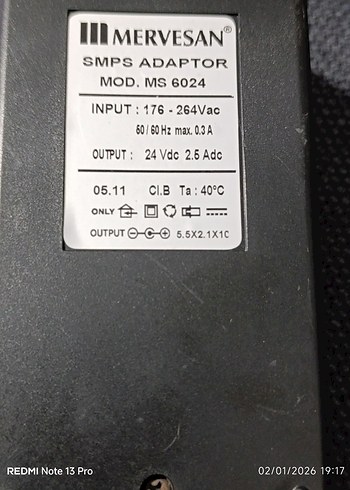 MERVESAN®
SMPS ADAPTOR
MOD. MS 6024
INPUT : 176 - 264Vac
50/60 Hz max. 0.3 A
OUTPUT : 24 Vdc 2.5 Adc
05.11 Cl.B Ta : 40°C
ONLY
OUTPUT 5.5X2.1X10
REDMI Note 13 Pro
02/01/2026 19:17